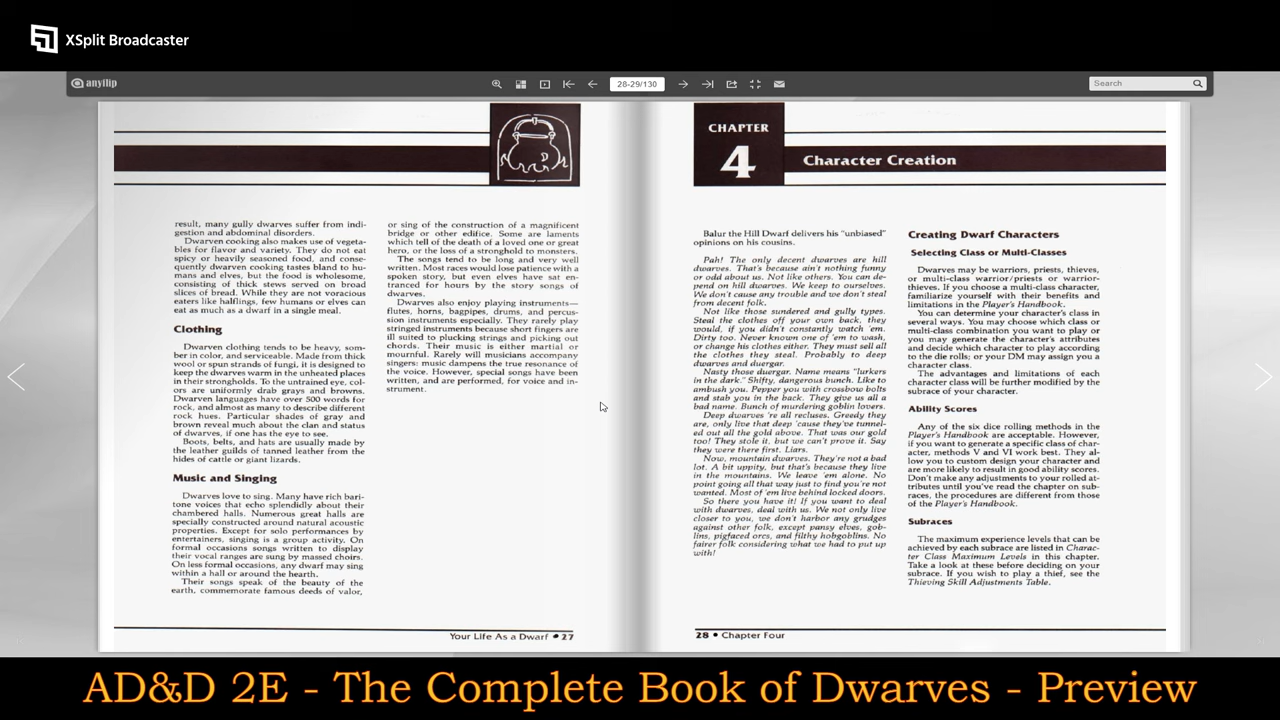 XSplit Broadcaster
anyflip
28-29/130
Search
result, many gully dwarves suffer from indi-
gestion and abdominal disorders.
Dwarven cooking also makes use of vegeta-
bles for flavor and variety. They do not eat
spicy or heavily seasoned food, and conse-
quently dwarven cooking tastes bland to hu-
mans and elves, but the food is wholesome,
consisting of thick stews served on broad
slices of bread. While they are not voracious
eaters like halflings, few humans or elves can
eat as much as a dwarf in a single meal.
Clothing
Dwarven clothing tends to be heavy, som-
ber in color, and serviceable. Made from thick
wool or spun strands of fungi, it is designed to
keep the dwarves warm in the unheated places
in their strongholds. To the untrained eye, col-
ors are uniformly drab grays and browns.
Dwarven languages have over 500 words for
rock, and almost as many to describe different
rock hues. Particular shades of gray and
brown reveal much about the clan and status
of dwarves, if one has the eye to see.
Boots, belts, and hats are usually made by
the leather guilds of tanned leather from the
hides of cattle or giant lizards.
Music and Singing
Dwarves love to sing. Many have rich bari-
tone voices that echo splendidly about their
chambered halls. Numerous great halls are
specially constructed around natural acoustic
properties. Except for solo performances by
entertainers, singing is a group activity. On
formal occasions songs written to display
their vocal ranges are sung by massed choirs.
On less formal occasions, any dwarf may sing
within a hall or around the hearth.
Their songs speak of the beauty of the
earth, commemorate famous deeds of valor,
or sing of the construction of a magnificent
bridge or other edifice. Some are laments
which tell of the death of a loved one or great
hero, or the loss of a stronghold to monsters.
The songs tend to be long and very well
written. Most races would lose patience with a
spoken story, but even elves have sat en-
tranced for hours by the story songs of
dwarves.
Dwarves also enjoy playing instruments—
flutes, horns, bagpipes, drums, and percus-
sion instruments especially. They rarely play
stringed instruments because short fingers are
ill suited to plucking strings and picking out
chords. Their music is either martial or
mournful. Rarely will musicians accompany
singers: music dampens the true resonance of
the voice. However, special songs have been
written, and are performed, for voice and in-
strument.
Your Life As a Dwarf • 27
CHAPTER
4
Character Creation
Balur the Hill Dwarf delivers his "unbiased"
opinions on his cousins.
Pah! The only decent dwarves are hill
dwarves. That's because ain't nothing funny
or odd about us. Not like others. You can de-
pend on hill dwarves. We keep to ourselves.
We don't cause any trouble and we don't steal
from decent folk.
Not like those sundered and gully types.
Steal the clothes off your own back, they
would, if you didn't constantly watch 'em.
Dirty too. Never known one of 'em to wash,
or change his clothes either. They must sell all
the clothes they steal. Probably to deep
dwarves and duergar.
Nasty those duergar. Name means "lurkers
in the dark." Shifty, dangerous bunch. Like to
ambush you. Pepper you with crossbow bolts
and stab you in the back. They give us all a
bad name. Bunch of murdering goblin lovers.
Deep dwarves 're all recluses. Greedy they
are, only live that deep 'cause they've tunnel-
ed out all the gold above. That was our gold
too! They stole it, but we can't prove it. Say
they were there first. Liars.
Now, mountain dwarves. They're not a bad
lot. A bit uppity, but that's because they live
in the mountains. We leave 'em alone. No
point going all that way just to find you're not
wanted. Most of 'em live behind locked doors.
So there you have it! If you want to deal
with dwarves, deal with us. We not only live
closer to you, we don't harbor any grudges
against other folk, except pansy elves, gob-
lins, pigfaced orcs, and filthy hobgoblins. No
fairer folk considering what we had to put up
with!
Creating Dwarf Characters
Selecting Class or Multi-Classes
Dwarves may be warriors, priests, thieves,
or multi-class warrior/priests or warrior-
thieves. If you choose a multi-class character,
familiarize yourself with their benefits and
limitations in the Player's Handbook.
You can determine your character's class in
several ways. You may choose which class or
multi-class combination you want to play or
you may generate the character's attributes
and decide which character to play according
to the die rolls; or your DM may assign you a
character class.
The advantages and limitations of each
character class will be further modified by the
subrace of your character.
Ability Scores
Any of the six dice rolling methods in the
Player's Handbook are acceptable. However,
if you want to generate a specific class of char-
acter, methods V and VI work best. They al-
low you to custom design your character and
are more likely to result in good ability scores.
Don't make any adjustments to your rolled at-
tributes until you've read the chapter on sub-
races, the procedures are different from those
of the Player's Handbook.
Subraces
The maximum experience levels that can be
achieved by each subrace are listed in Charac-
ter Class Maximum Levels in this chapter.
Take a look at these before deciding on your
subrace. If you wish to play a thief, see the
Thieving Skill Adjustments Table.
28 • Chapter Four
AD&D 2E - The Complete Book of Dwarves - Preview